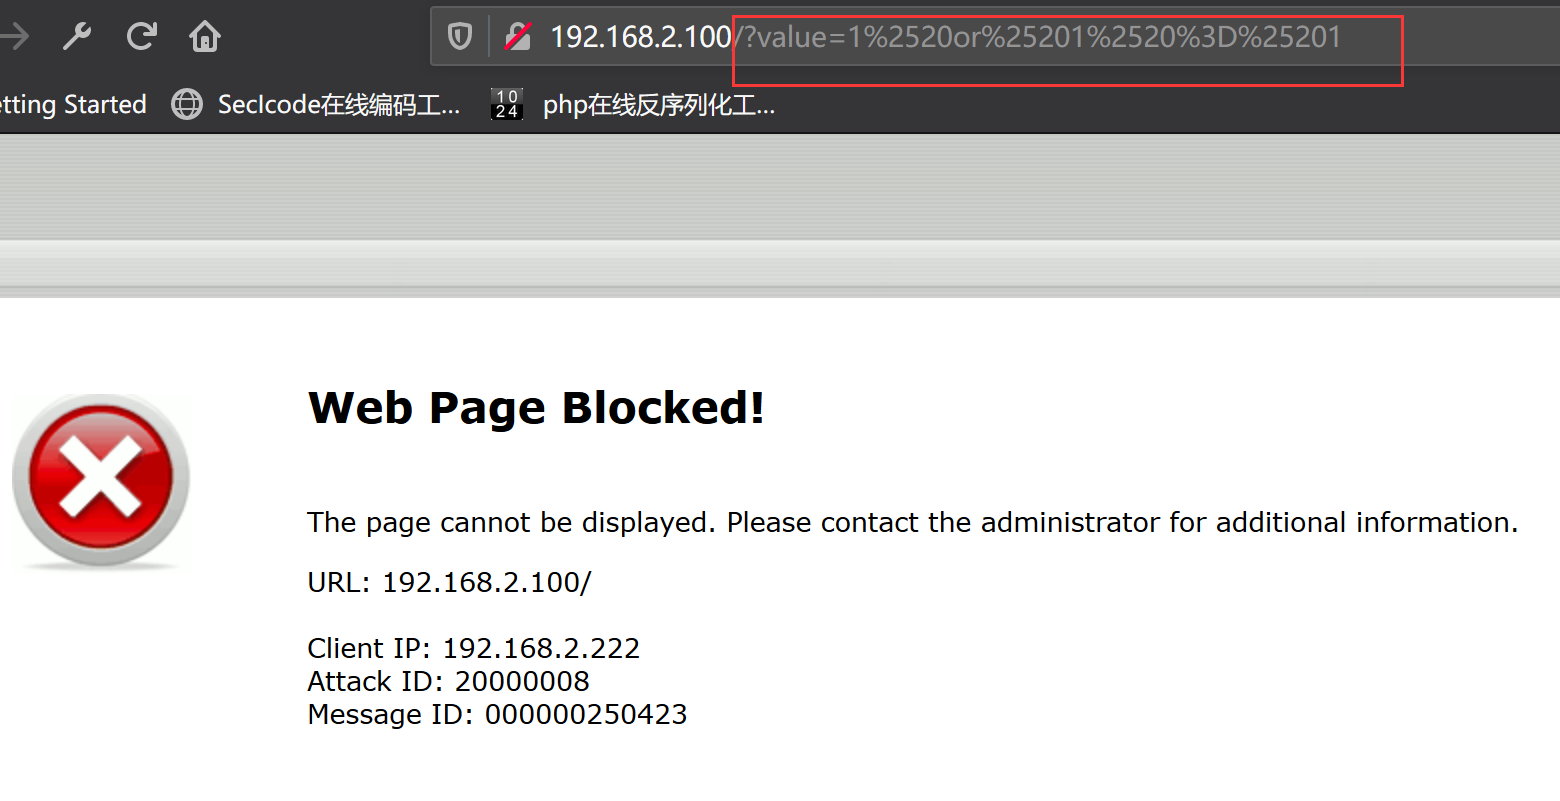 192.168.2.100/?value=1%2520or%25201%2520%3D%25201
etting Started Seclcode在线编码工... 10 24 php在线反序列化工...
Web Page Blocked!
The page cannot be displayed. Please contact the administrator for additional information.
URL: 192.168.2.100/
Client IP: 192.168.2.222
Attack ID: 20000008
Message ID: 000000250423